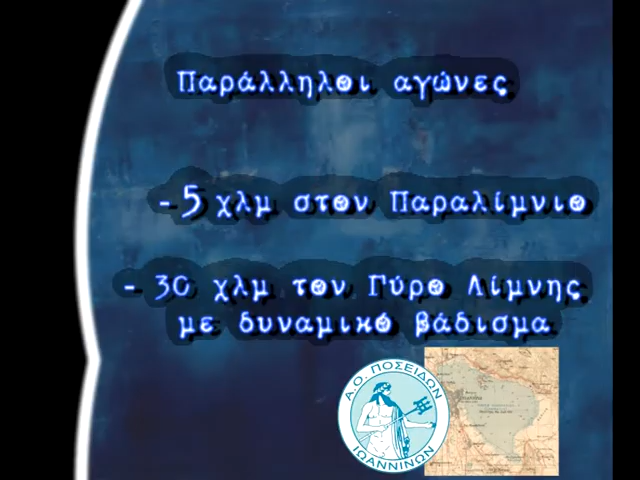 Παράλληλοι αγώνες
- 5 χλμ στον Παραλίμνιο
- 30 χλμ τον Γύρο Λίμνης
με δυναμικό βάδισμα
Α.Ο. ΠΟΣΕΙΔΩΝ
ΙΩΑΝΝΙΝΩΝ